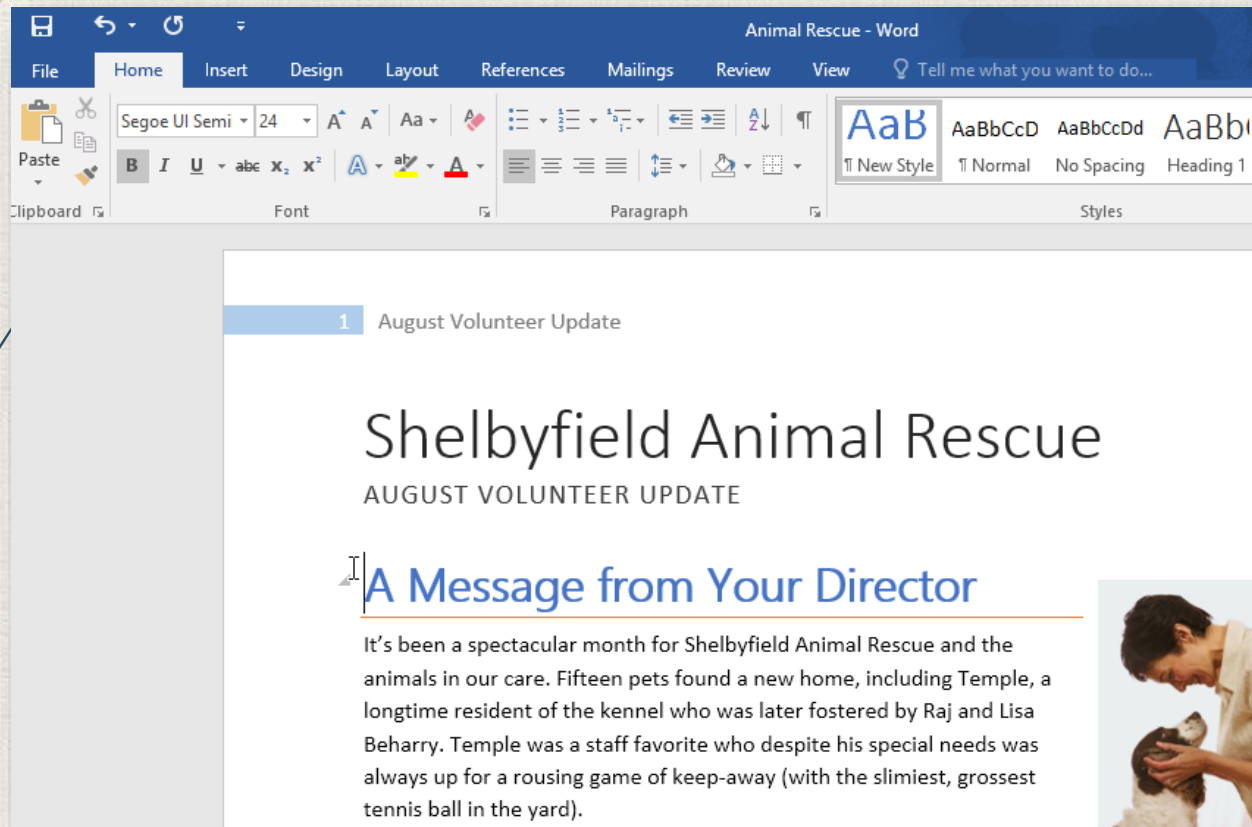 Animal Rescue - Word
File Home Insert Design Layout References Mailings Review View Tell me what you want to do...
Segoe UI Semi 24 A A Aa AaB AaBbCcD AaBbCcDd
Paste B I U abc x₂ x² A aby A ¶ New Style ¶ Normal No Spacing Heading 1
Font Paragraph Styles
1 August Volunteer Update
Shelbyfield Animal Rescue
AUGUST VOLUNTEER UPDATE
A Message from Your Director
It's been a spectacular month for Shelbyfield Animal Rescue and the
animals in our care. Fifteen pets found a new home, including Temple, a
longtime resident of the kennel who was later fostered by Raj and Lisa
Beharry. Temple was a staff favorite who despite his special needs was
always up for a rousing game of keep-away (with the slimiest, grossest
tennis ball in the yard).